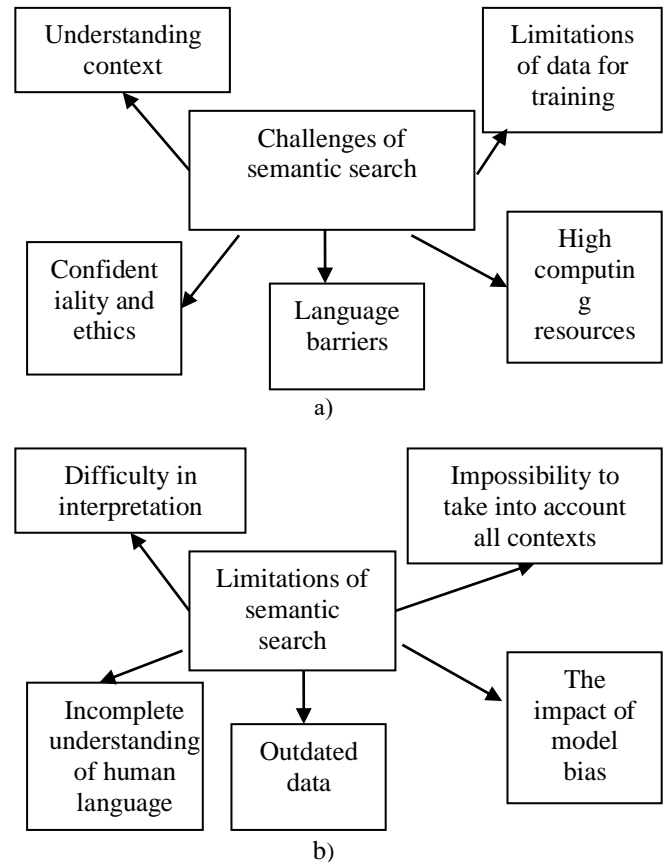 Understanding
context
Limitations
of data for
training
Challenges of
semantic search
Confident
iality and
ethics
Language
barriers
High
computin
g
resources
a)
Difficulty in
interpretation
Impossibility to
take into account
all contexts
Limitations of
semantic
search
Incomplete
understanding
of human
language
Outdated
data
The
impact of
model
bias
b)